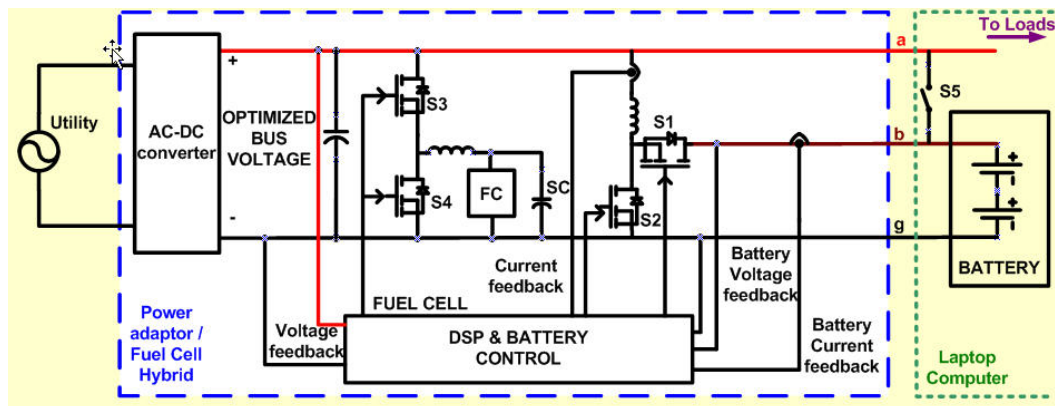 To Loads
a
+
S3
S1
S5
Utility
AC-DC
converter
OPTIMIZED
BUS
VOLTAGE
b
FC
SC
S4
S2
+
-
+
-
-
g
BATTERY
Current
feedback
Battery
Voltage
feedback
FUEL CELL
Power
adaptor /
Fuel Cell
Hybrid
Voltage
feedback
DSP & BATTERY
CONTROL
Battery
Current
feedback
Laptop
Computer